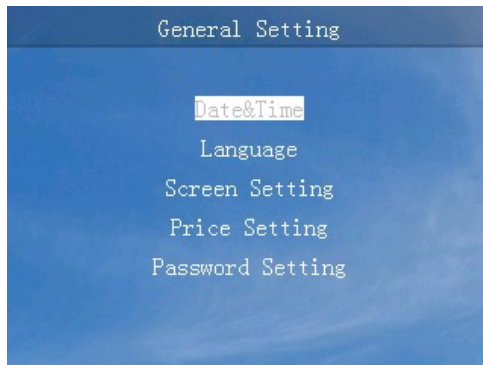 General Setting
Date&Time
Language
Screen Setting
Price Setting
Password Setting